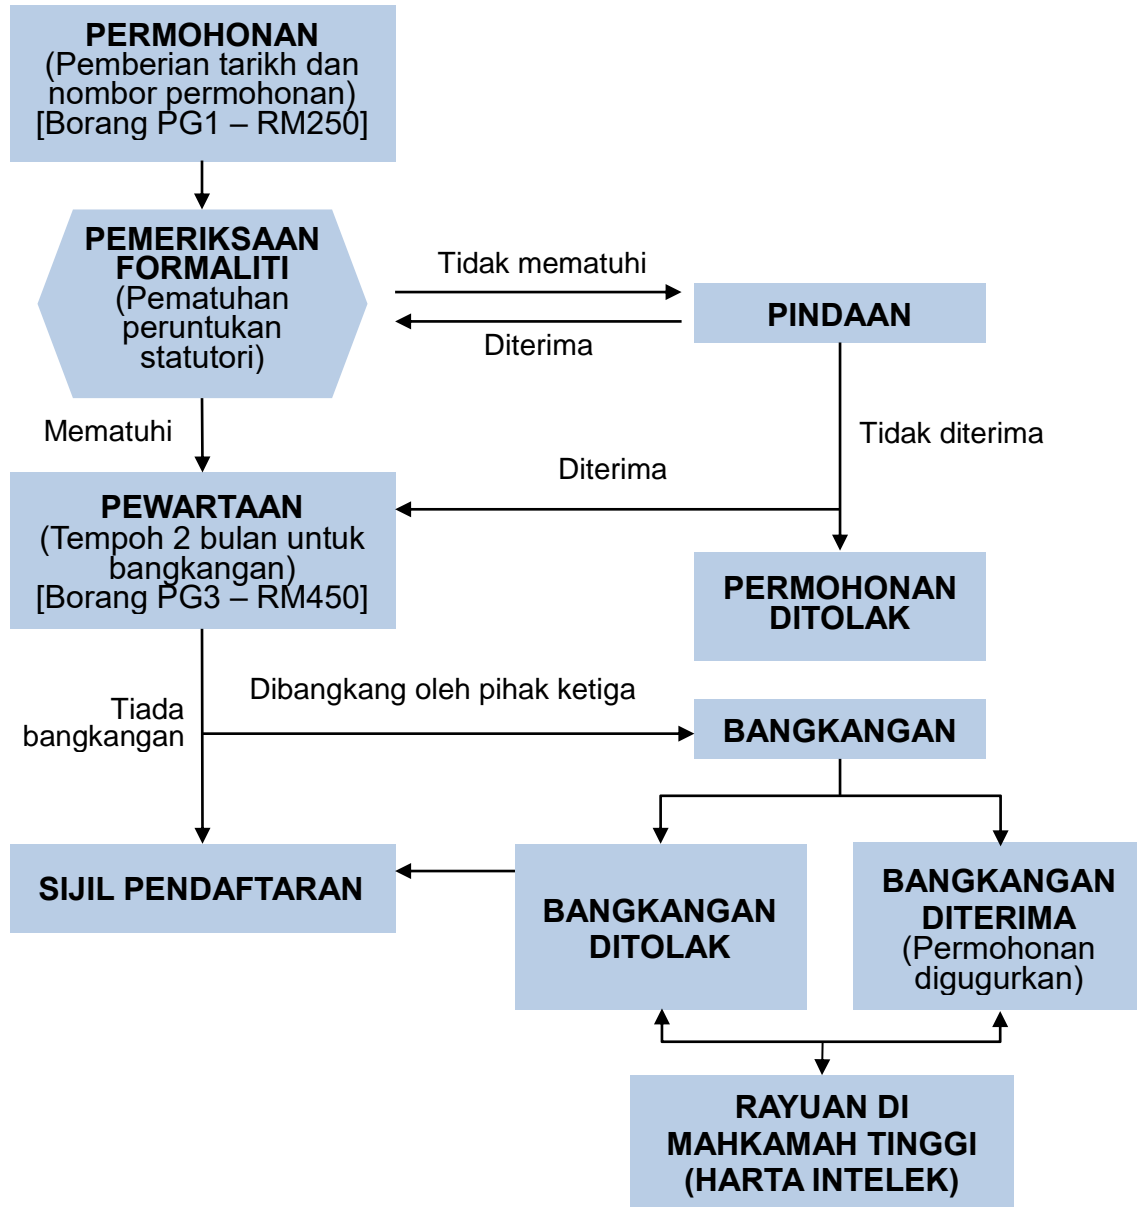 PERMOHONAN
(Pemberian tarikh dan
nombor permohonan)
[Borang PG1 – RM250]
PEMERIKSAAN
FORMALITI
(Pematuhan
peruntukan
statutori)
Tidak mematuhi
Diterima
PINDAAN
Mematuhi
Tidak diterima
Diterima
PEWARTAAN
(Tempoh 2 bulan untuk
bangkangan)
[Borang PG3 – RM450]
PERMOHONAN
DITOLAK
Tiada
bangkangan
Dibangkang oleh pihak ketiga
BANGKANGAN
SIJIL PENDAFTARAN
BANGKANGAN
DITOLAK
BANGKANGAN
DITERIMA
(Permohonan
digugurkan)
RAYUAN DI
MAHKAMAH TINGGI
(HARTA INTELEK)